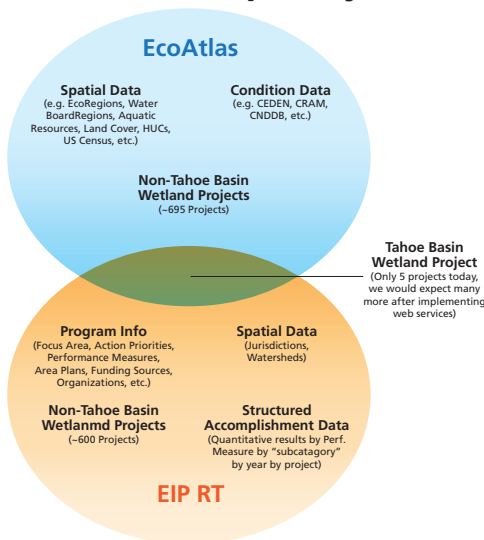 EcoAtlas
Spatial Data
(e.g. EcoRegions, Water
BoardRegions, Aquatic
Resources, Land Cover, HUCs,
US Census, etc.)
Condition Data
(e.g. CEDEN, CRAM,
CNDDB, etc.)
Non-Tahoe Basin
Wetland Projects
(~695 Projects)
Tahoe Basin
Wetland Project
(Only 5 projects today,
we would expect many
more after implementing
web services)
Program Info
(Focus Area, Action Priorities,
Performance Measures,
Area Plans, Funding Sources,
Organizations, etc.)
Spatial Data
(Jurisdictions,
Watersheds)
Non-Tahoe Basin
Wetlanmd Projects
(~600 Projects)
Structured
Accomplishment Data
(Quantitative results by Perf.
Measure by “subcatagory”
by year by project)
EIP RT